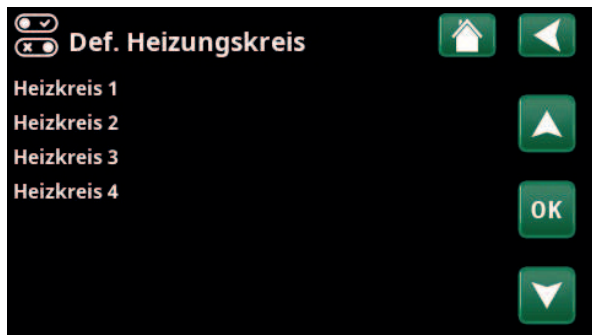 Def. Heizungskreis
Heizkreis 1
Heizkreis 2
Heizkreis 3
Heizkreis 4
OK